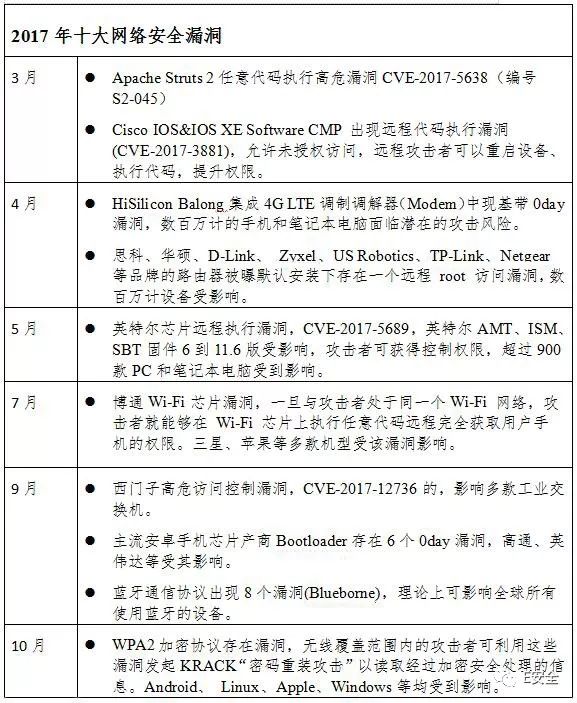 2017 年十大网络安全漏洞
3 月
● Apache Struts 2 任意代码执行高危漏洞 CVE-2017-5638（编号
S2-045）
● Cisco IOS&IOS XE Software CMP 出现远程代码执行漏洞
(CVE-2017-3881)，允许未授权访问，远程攻击者可以重启设备、
执行代码，提升权限。
4 月
● HiSilicon Balong 集成 4G LTE 调制调解器（Modem）中现基带 0day
漏洞，数百万计的手机和笔记本电脑面临潜在的攻击风险。
● 思科、华硕、D-Link、 Zyxel、US Robotics、TP-Link、Netgear
等品牌的路由器被曝默认安装下存在一个远程 root 访问漏洞，数
百万计设备受影响。
5 月
● 英特尔芯片远程执行漏洞，CVE-2017-5689，英特尔 AMT、ISM、
SBT 固件 6 到 11.6 版受影响，攻击者可获得控制权限，超过 900
款 PC 和笔记本电脑受到影响。
7 月
● 博通 Wi-Fi 芯片漏洞，一旦与攻击者处于同一个 Wi-Fi 网络，攻
击者就能够在 Wi-Fi 芯片上执行任意代码远程完全获取用户手
机的权限。三星、苹果等多款机型受该漏洞影响。
9 月
● 西门子高危访问控制漏洞，CVE-2017-12736 的，影响多款工业交
换机。
● 主流安卓手机芯片产商 Bootloader 存在 6 个 0day 漏洞，高通、英
伟达等受其影响。
● 蓝牙通信协议出现 8 个漏洞(Blueborne)，理论上可影响全球所有
使用蓝牙的设备。
10 月
● WPA2 加密协议存在漏洞，无线覆盖范围内的攻击者可利用这些
漏洞发起 KRACK“密码重装攻击”以读取经过加密安全处理的信
息。Android、 Linux、Apple、Windows 等均受到影响。
E安全